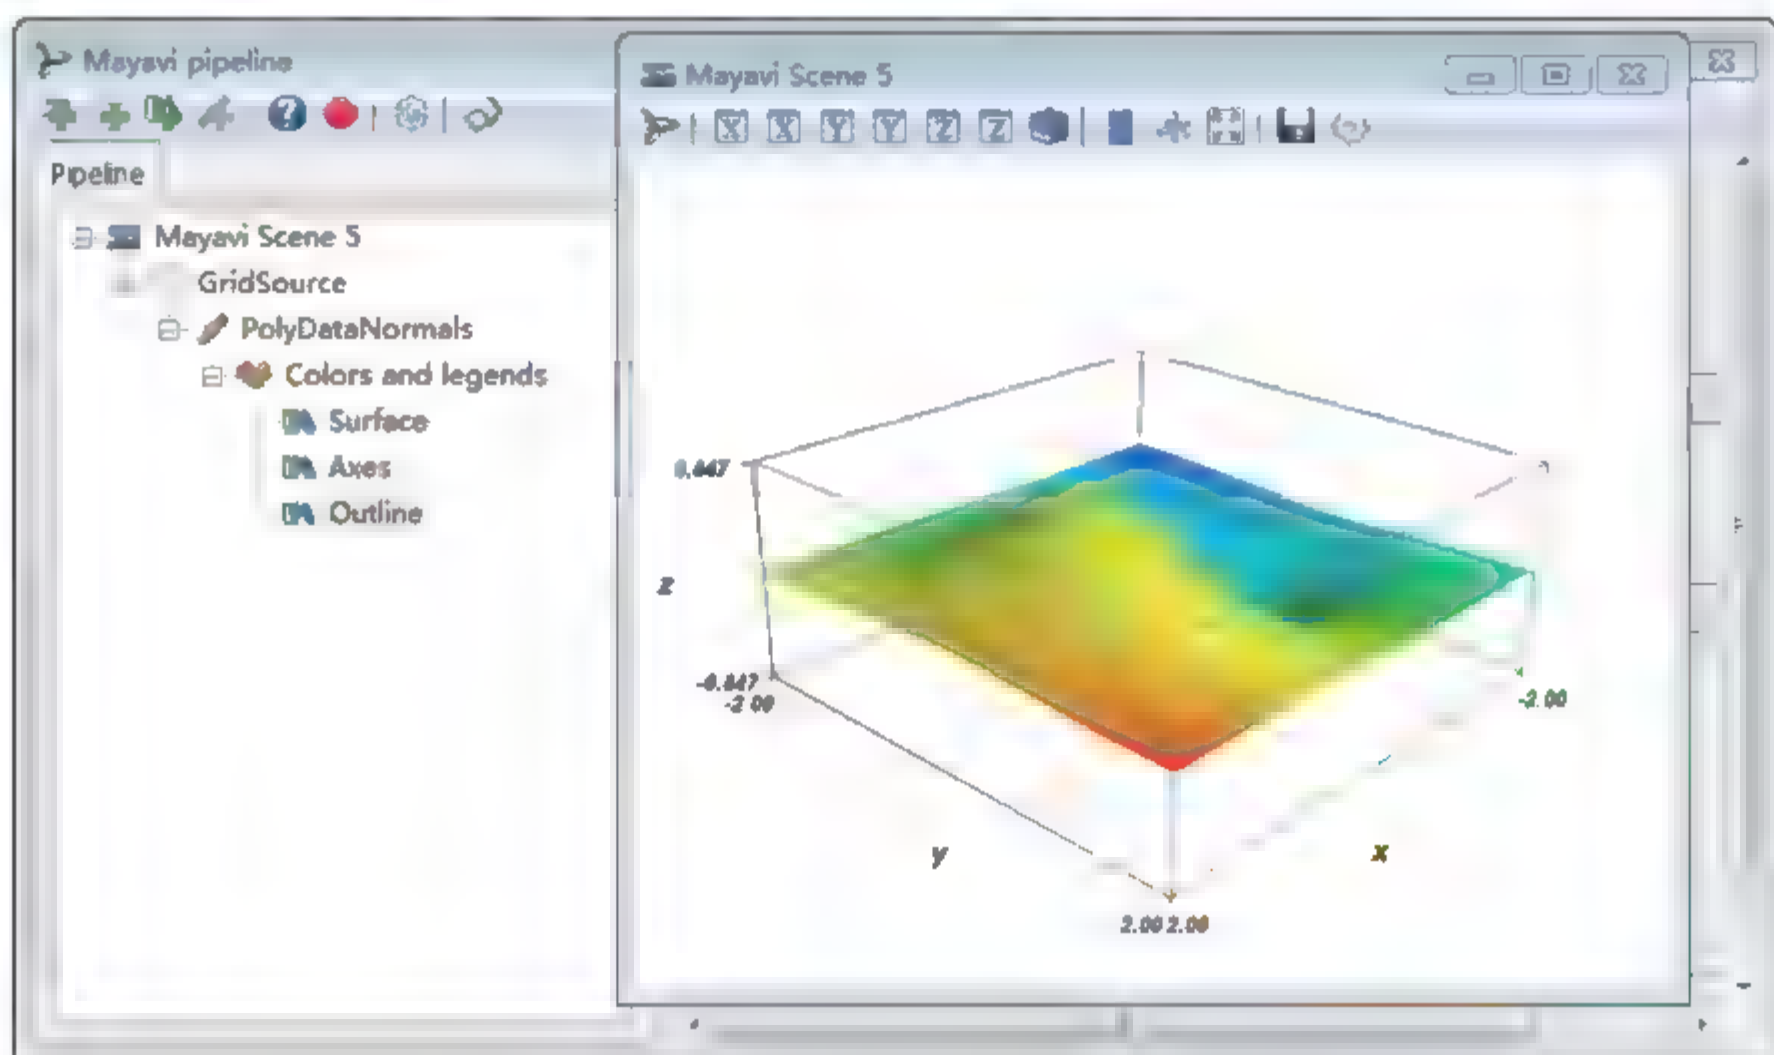 Mayavi pipeline
Pipeline
Mayavi Scene 5
GridSource
PolyDataNormals
Colors and legends
Surface
Axes
Outline
Mayavi Scene 5
X X Y Y Z Z
z
-2.00
-2.00
y
x
2.00 2.00